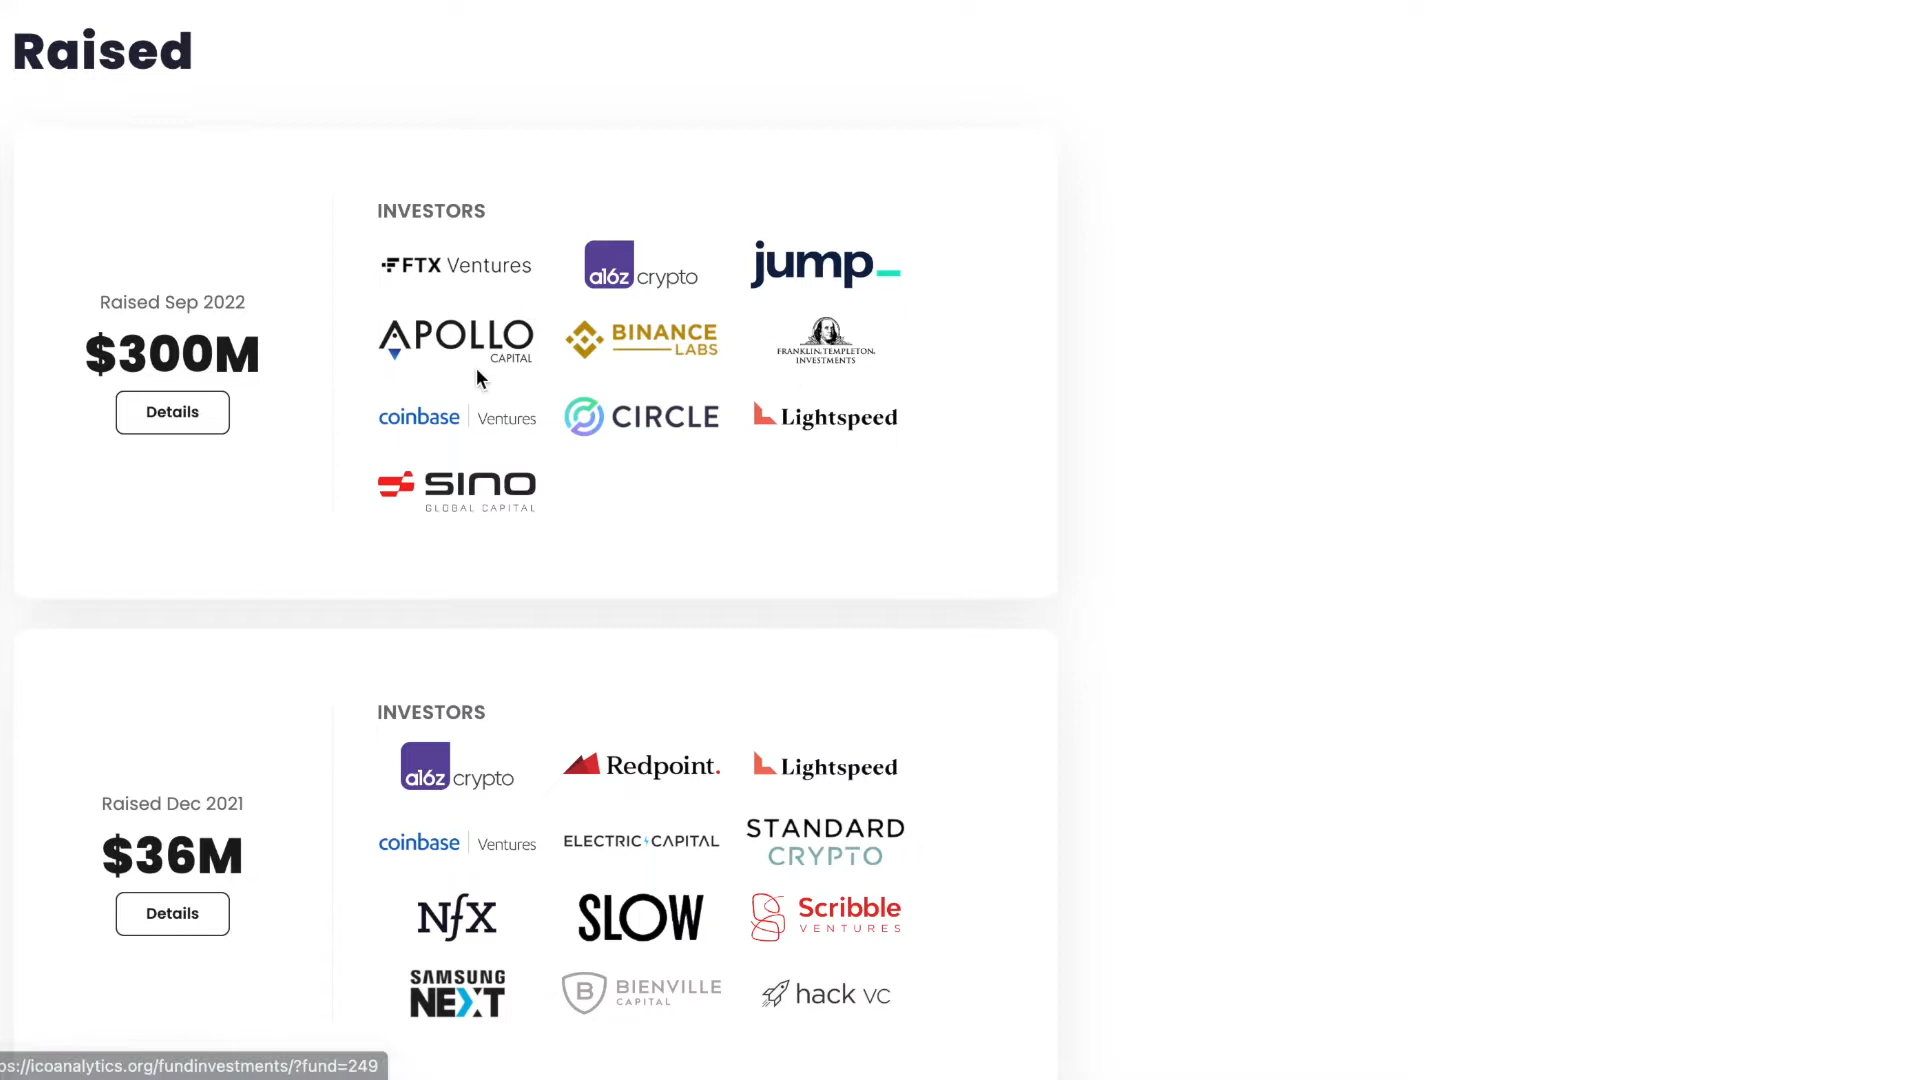 Raised
Raised Sep 2022
$300M
Details
INVESTORS
FTX Ventures
a16z crypto
jump_
APOLLO
CAPITAL
BINANCE
LABS
FRANKLIN TEMPLETON
INVESTMENTS
coinbase Ventures
CIRCLE
Lightspeed
SINO
GLOBAL CAPITAL
Raised Dec 2021
$36M
Details
INVESTORS
a16z crypto
Redpoint.
Lightspeed
coinbase Ventures
ELECTRIC CAPITAL
STANDARD
CRYPTO
NfX
SLOW
Scribble
VENTURES
SAMSUNG
NEXT
B BIENVILLE
CAPITAL
hack vc
ps://icoanalytics.org/fundinvestments/?fund=249